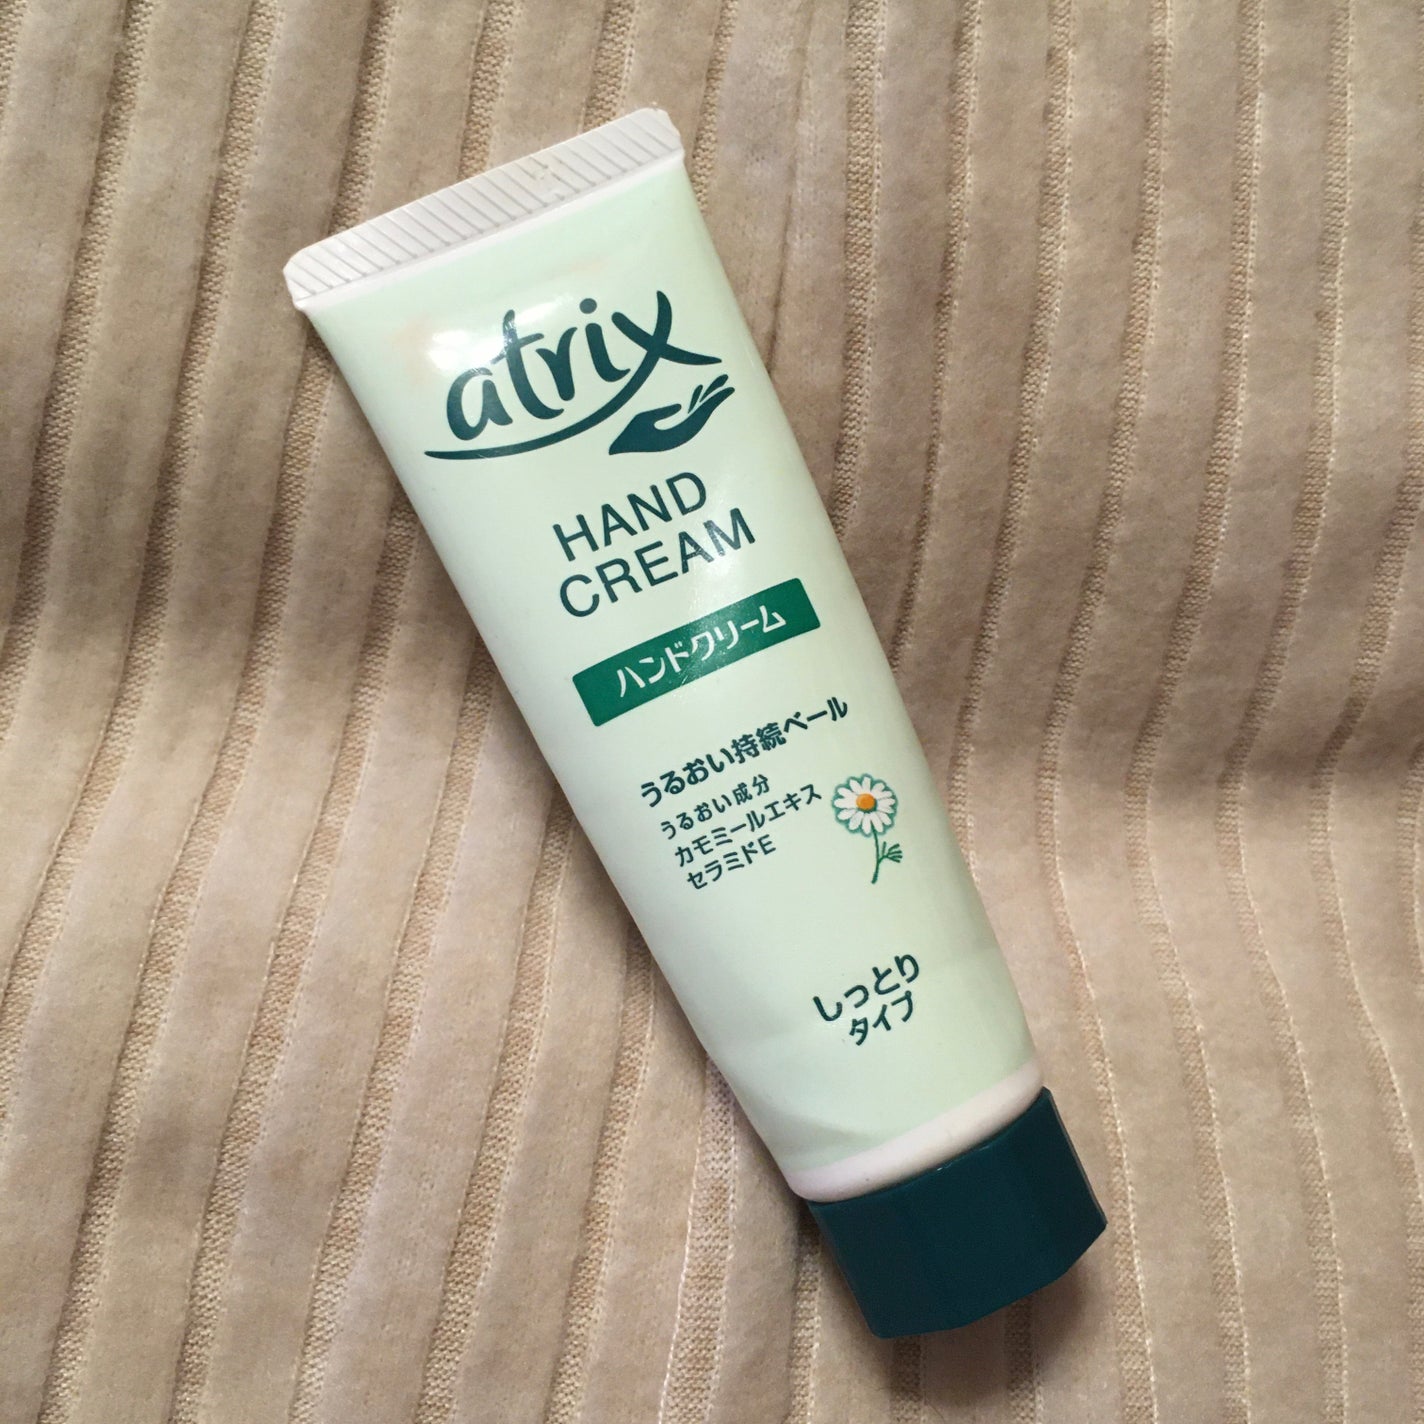 atrix
HAND
CREAM
ハンドクリーム
うるおい持続ベール
うるおい成分
カモミールエキス
セラミドE
しっとり
タイプ